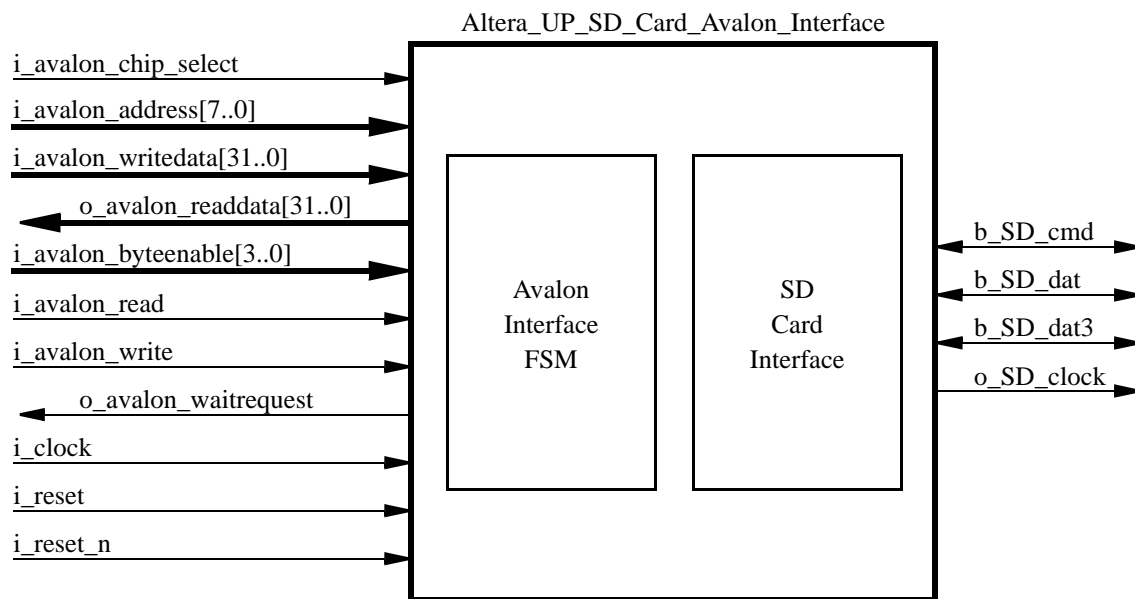 Altera_UP_SD_Card_Avalon_Interface
i_avalon_chip_select
i_avalon_address[7..0]
i_avalon_writedata[31..0]
o_avalon_readdata[31..0]
i_avalon_byteenable[3..0]
i_avalon_read
i_avalon_write
o_avalon_waitrequest
i_clock
i_reset
i_reset_n
Avalon
Interface
FSM
SD
Card
Interface
b_SD_cmd
b_SD_dat
b_SD_dat3
o_SD_clock